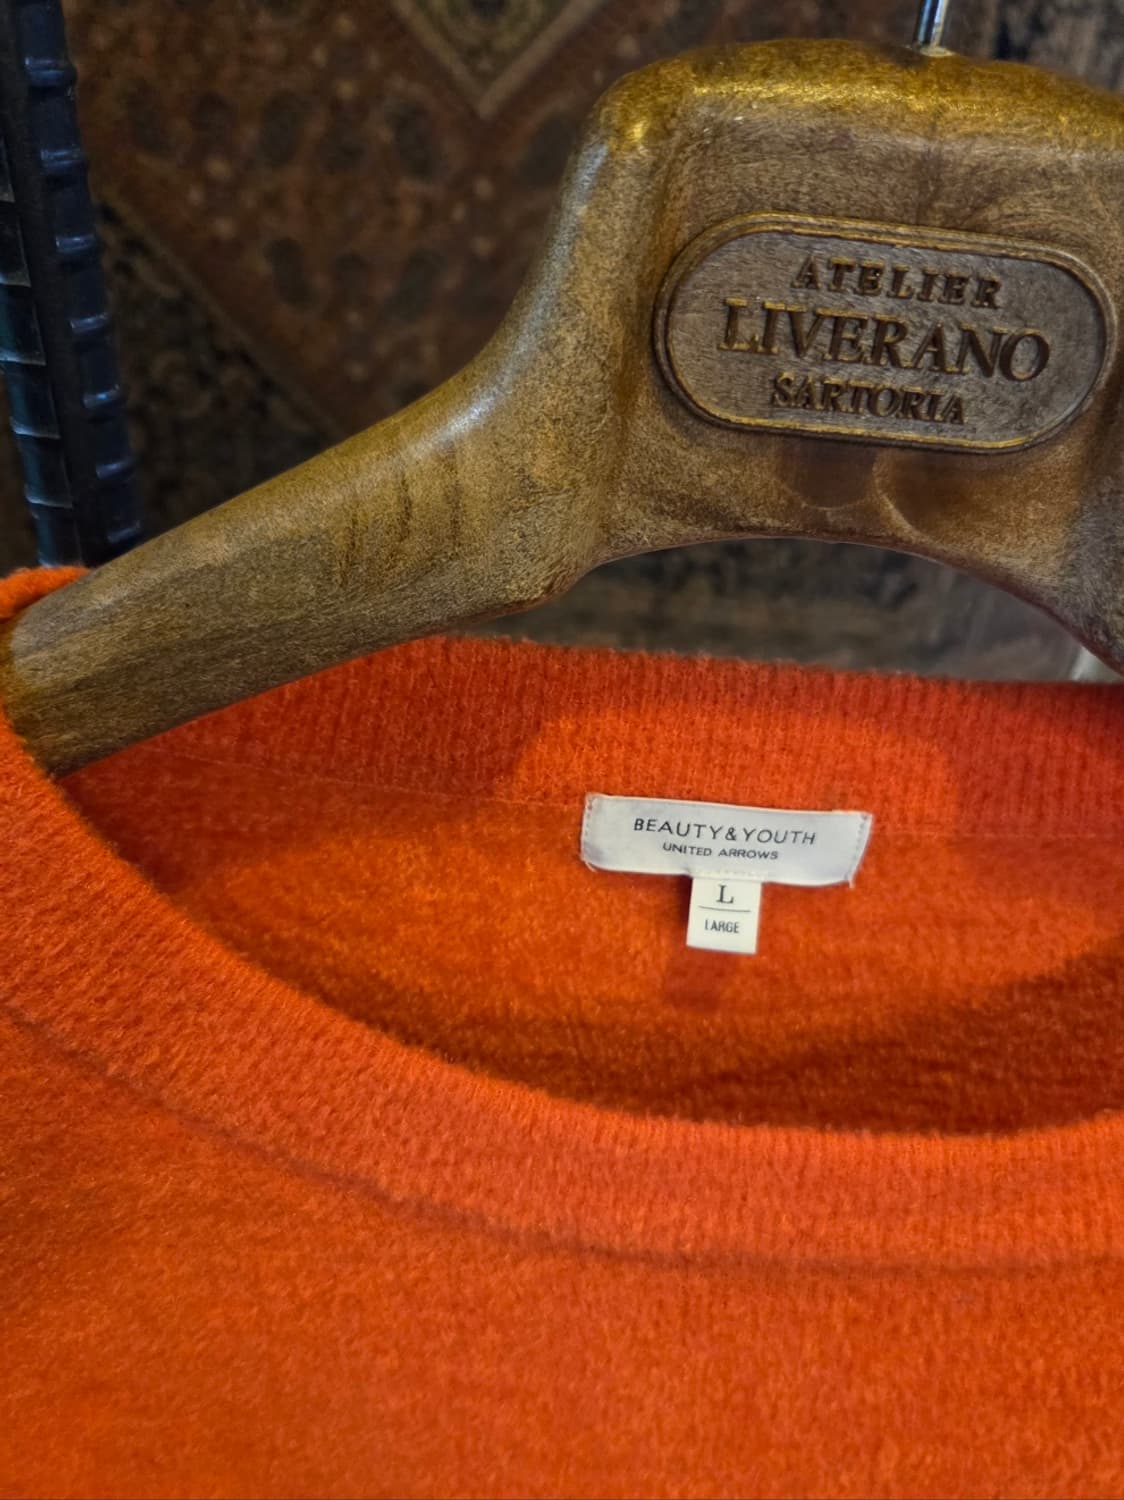 ATELIER
LIVERANO
SARTORIA
BEAUTY&YOUTH
UNITED ARROWS
L
LARGE